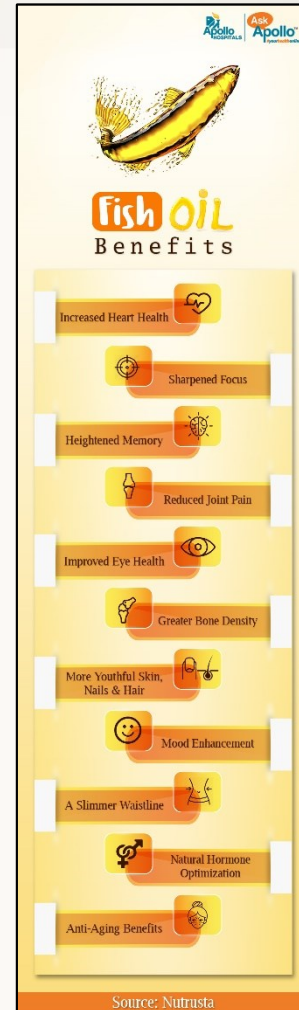 Apollo
HOSPITALS
Ask
Apollo
Fish Oil
Benefits
Increased Heart Health
Sharpened Focus
Heightened Memory
Reduced Joint Pain
Improved Eye Health
Greater Bone Density
More Youthful Skin,
Nails & Hair
Mood Enhancement
A Slimmer Waistline
Natural Hormone
Optimization
Anti-Aging Benefits
Source: Nutrusta